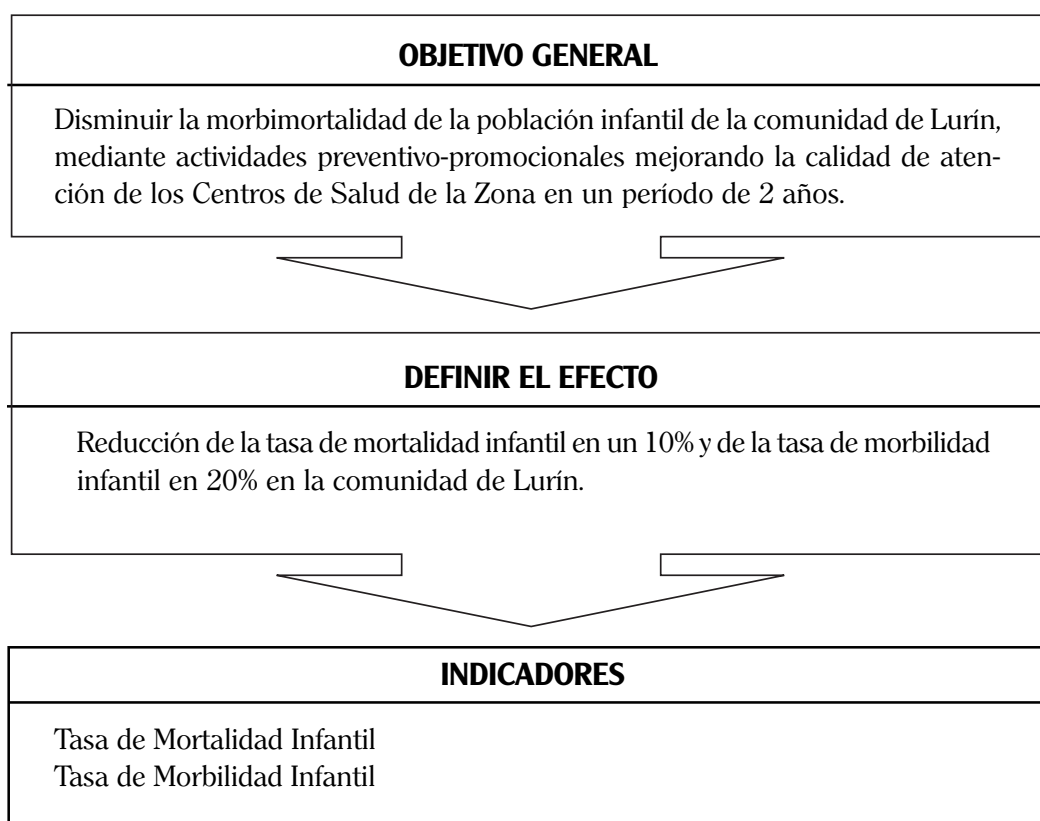 OBJETIVO GENERAL
Disminuir la morbimortalidad de la población infantil de la comunidad de Lurín,
mediante actividades preventivo-promocionales mejorando la calidad de aten-
ción de los Centros de Salud de la Zona en un período de 2 años.
DEFINIR EL EFECTO
Reducción de la tasa de mortalidad infantil en un 10% y de la tasa de morbilidad
infantil en 20% en la comunidad de Lurín.
INDICADORES
Tasa de Mortalidad Infantil
Tasa de Morbilidad Infantil